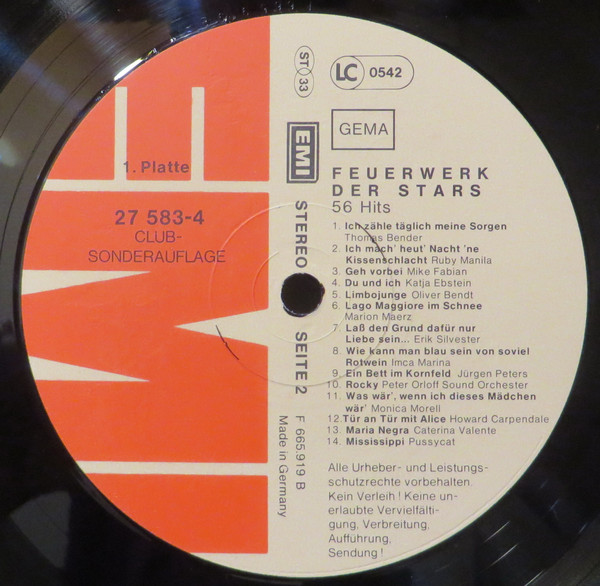 1. Platte
27 583-4
CLUB-
SONDERAUFLAGE
ST 33
LC 0542
GEMA
EMI
STEREO
SEITE 2
F 665.919 B
Made in Germany
FEUERWERK
DER STARS
56 Hits
1. Ich zähle täglich meine Sorgen
Thomas Bender
2. Ich mach' heut' Nacht 'ne
Kissenschlacht Ruby Manila
3. Geh vorbei Mike Fabian
4. Du und ich Katja Ebstein
5. Limbojunge Oliver Bendt
6. Lago Maggiore im Schnee
Marion Maerz
7. Laß den Grund dafür nur
Liebe sein... Erik Silvester
8. Wie kann man blau sein von soviel
Rotwein Imca Marina
9. Ein Bett im Kornfeld Jürgen Peters
10. Rocky Peter Orloff Sound Orchester
11. Was wär', wenn ich dieses Mädchen
wär' Monica Morell
12. Tür an Tür mit Alice Howard Carpendale
13. Maria Negra Caterina Valente
14. Mississippi Pussycat
Alle Urheber- und Leistungs-
schutzrechte vorbehalten.
Kein Verleih! Keine un-
erlaubte Vervielfälti-
gung, Verbreitung,
Aufführung,
Sendung!